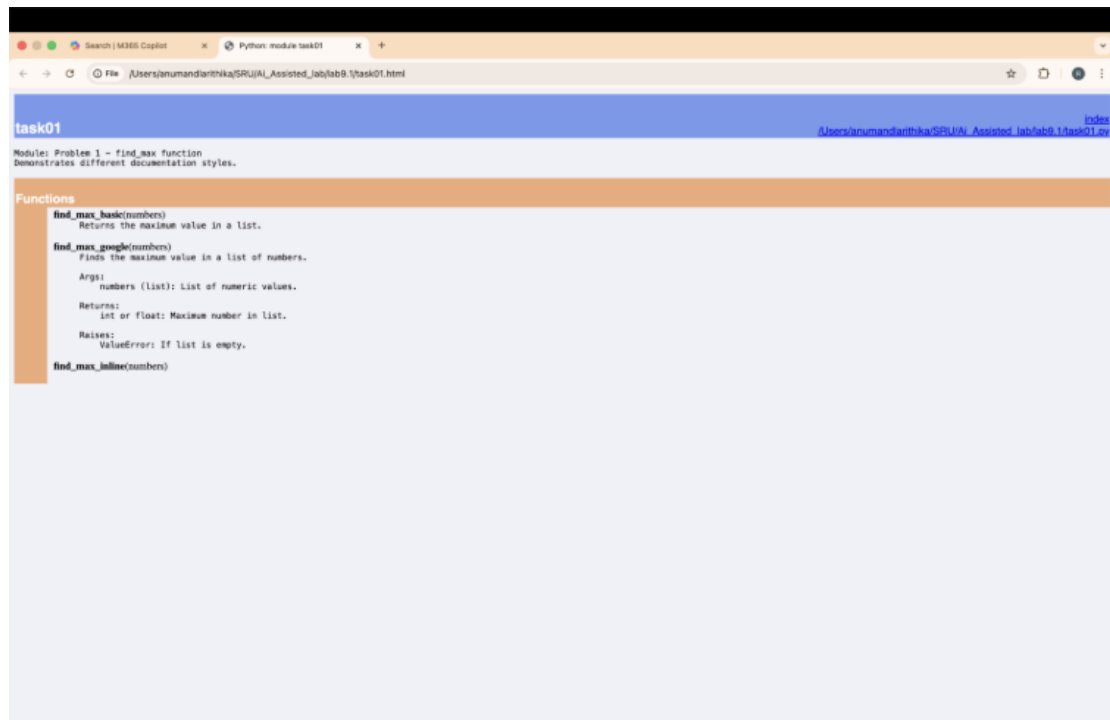 Search | M365 Copilot
Python: module task01
File /Users/anumandlarithika/SRU/Ai_Assisted_lab/lab9.1/task01.html
task01
index
/Users/anumandlarithika/SRU/Ai_Assisted_lab/lab9.1/task01.py
Module: Problem 1 – find_max function
Demonstrates different documentation styles.
Functions
find_max_basic(numbers)
Returns the maximum value in a list.
find_max_google(numbers)
Finds the maximum value in a list of numbers.
Args:
numbers (list): List of numeric values.
Returns:
int or float: Maximum number in list.
Raises:
ValueError: If list is empty.
find_max_inline(numbers)